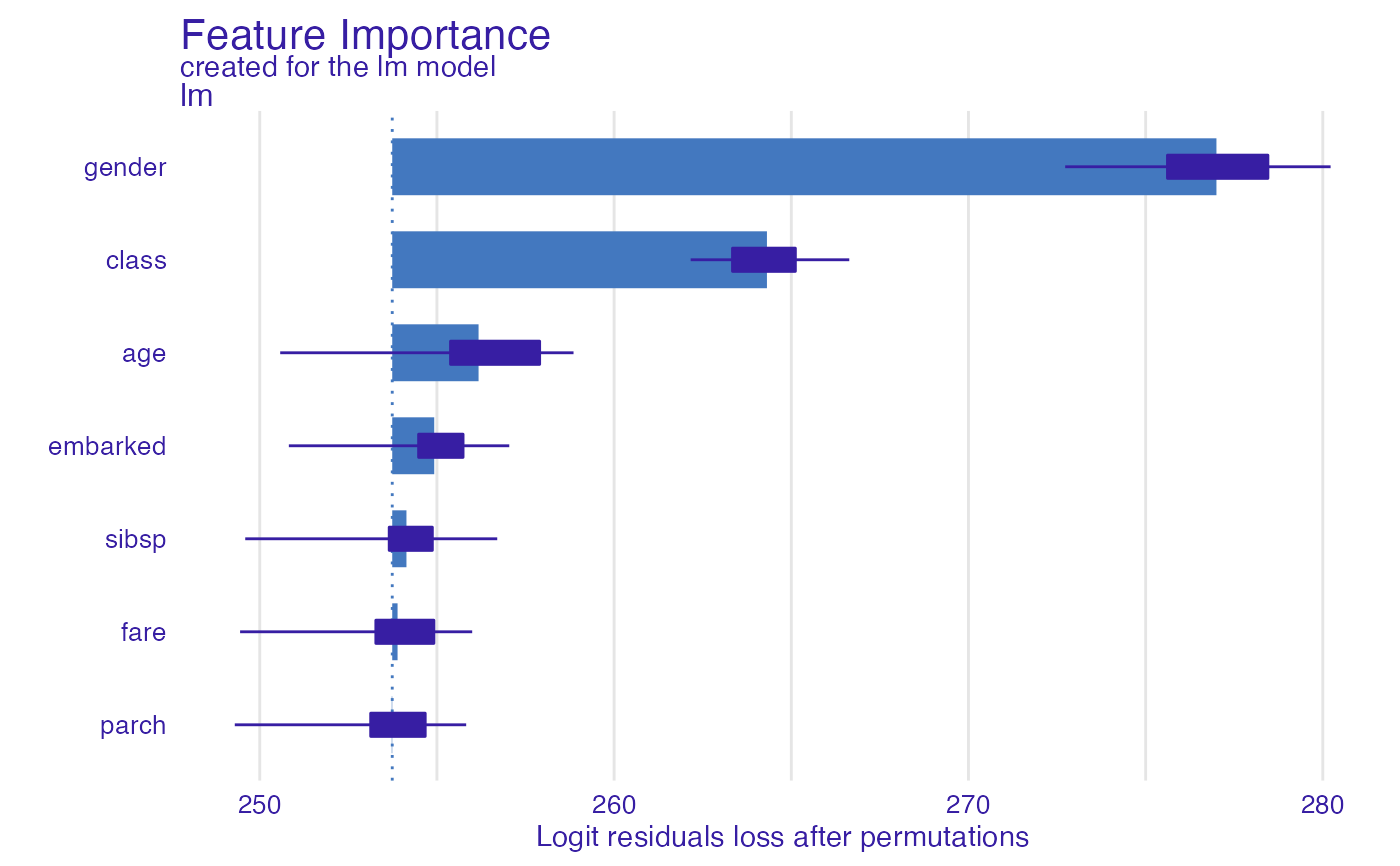 Feature Importance
created for the lm model
lm
gender
class
age
embarked
sibsp
fare
parch
250 260 270 280
Logit residuals loss after permutations